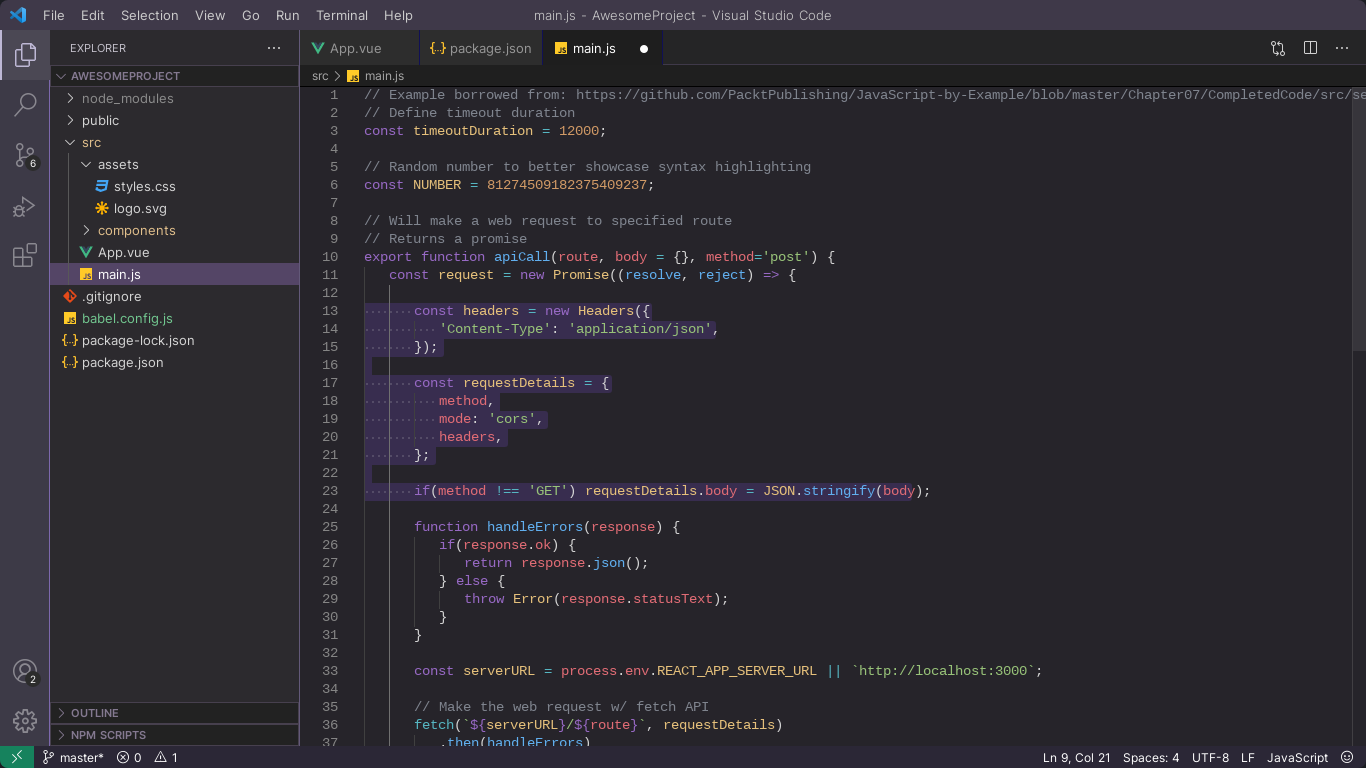 File Edit Selection View Go Run Terminal Help
main.js - AwesomeProject - Visual Studio Code
EXPLORER
AWESOMEPROJECT
node_modules
public
src
assets
styles.css
logo.svg
components
App.vue
main.js
.gitignore
babel.config.js
package-lock.json
package.json
OUTLINE
NPM SCRIPTS
6
2
App.vue {..} package.json JS main.js
src > JS main.js
1 // Example borrowed from: https://github.com/PacktPublishing/JavaScript-by-Example/blob/master/Chapter07/CompletedCode/src/se
2 // Define timeout duration
3 const timeoutDuration = 12000;
4
5 // Random number to better showcase syntax highlighting
6 const NUMBER = 81274509182375409237;
7
8 // Will make a web request to specified route
9 // Returns a promise
10 export function apiCall(route, body = {}, method='post') {
11 const request = new Promise((resolve, reject) => {
12
13 const headers = new Headers({
14 'Content-Type': 'application/json',
15 });
16
17 const requestDetails = {
18 method,
19 mode: 'cors',
20 headers,
21 };
22
23 if(method !== 'GET') requestDetails.body = JSON.stringify(body);
24
25 function handleErrors(response) {
26 if(response.ok) {
27 return response.json();
28 } else {
29 throw Error(response.statusText);
30 }
31 }
32
33 const serverURL = process.env.REACT_APP_SERVER_URL || `http://localhost:3000`;
34
35 // Make the web request w/ fetch API
36 fetch(`${serverURL}/${route}`, requestDetails)
37 .then(handleErrors)
master* 0 1
Ln 9, Col 21 Spaces: 4 UTF-8 LF JavaScript